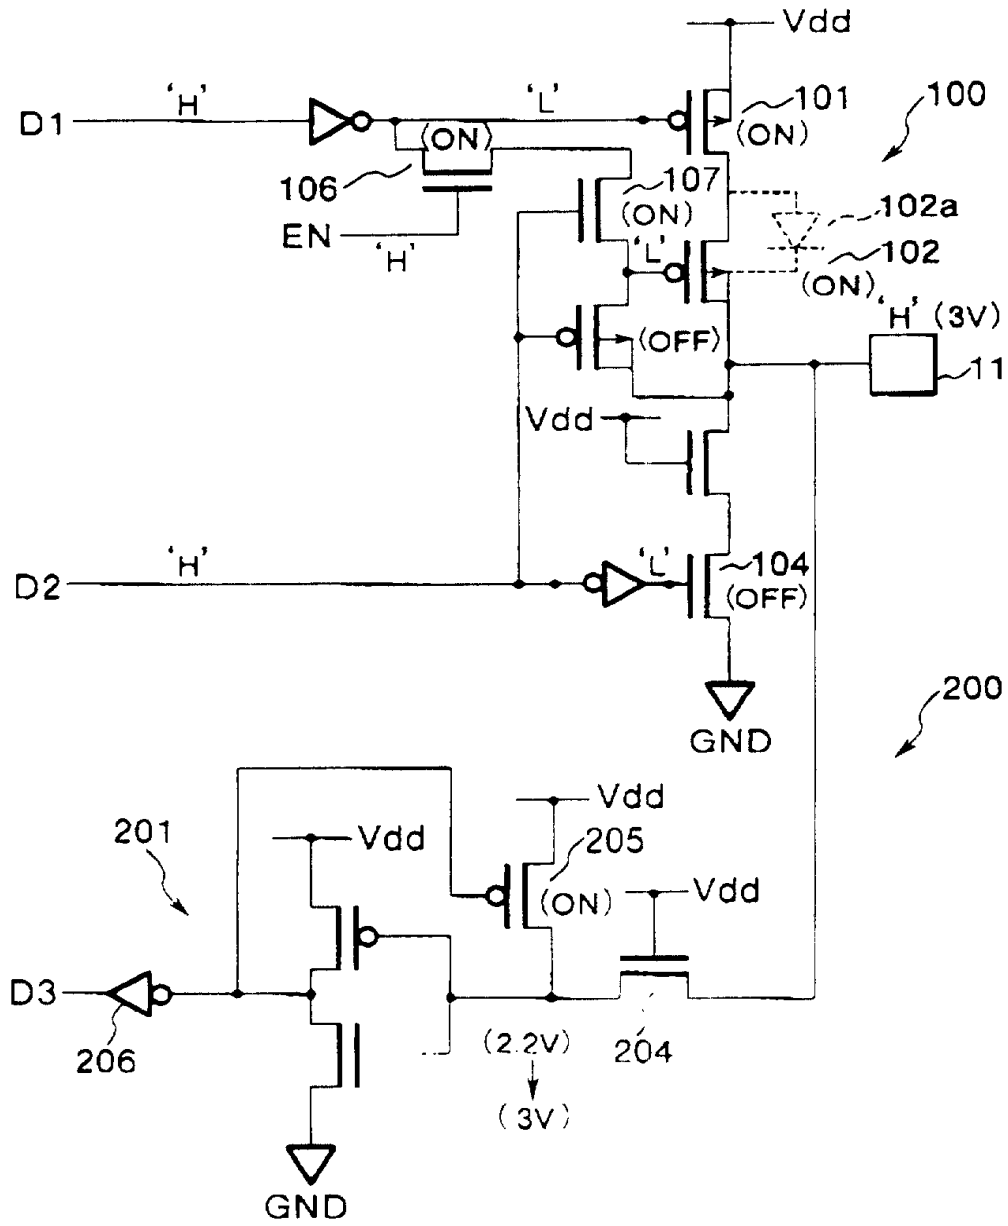 Vdd
D1
'H'
'L'
101
(ON)
100
(ON)
106
107
(ON)
102a
EN
'H'
'L'
102
(ON)
'H' (3V)
(OFF)
11
Vdd
D2
'H'
'L'
104
(OFF)
GND
200
201
Vdd
Vdd
205
(ON)
Vdd
D3
206
(2.2V)
204
(3V)
GND